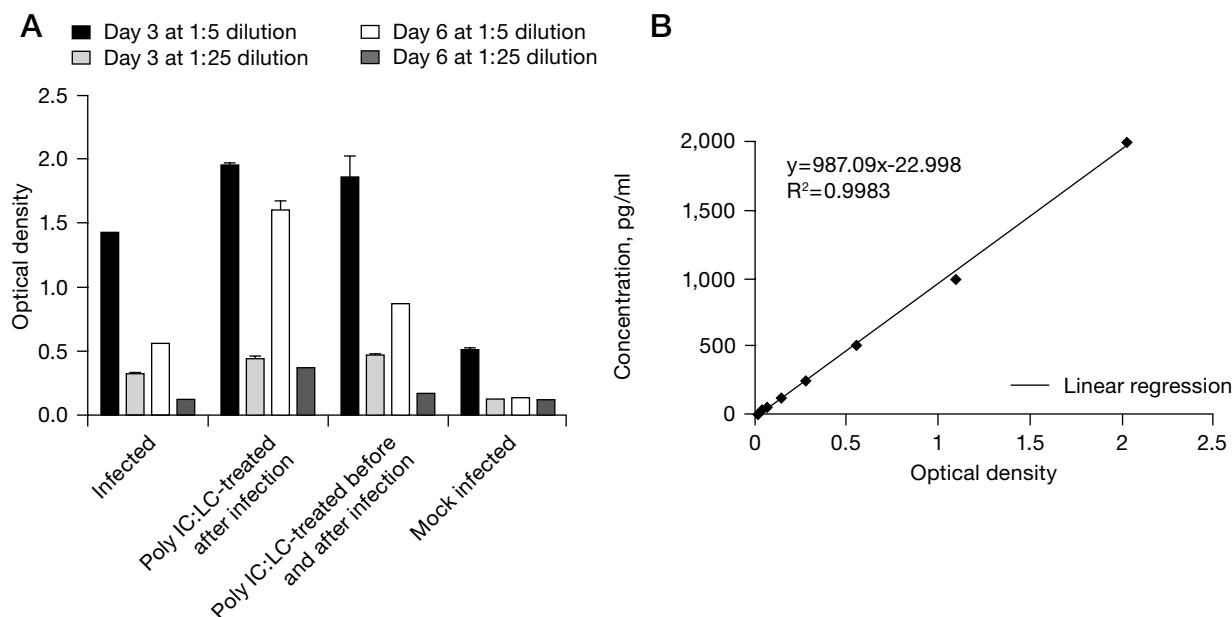 A
Day 3 at 1:5 dilution
Day 6 at 1:5 dilution
Day 3 at 1:25 dilution
Day 6 at 1:25 dilution
Optical density
2.5
2.0
1.5
1.0
0.5
0.0
Infected
Poly IC:LC-treated
after infection
Poly IC:LC-treated before
and after infection
Mock infected
B
Concentration, pg/ml
2,000
1,500
1,000
500
0
y=987.09x-22.998
R²=0.9983
Linear regression
0
0.5
1
1.5
2
2.5
Optical density